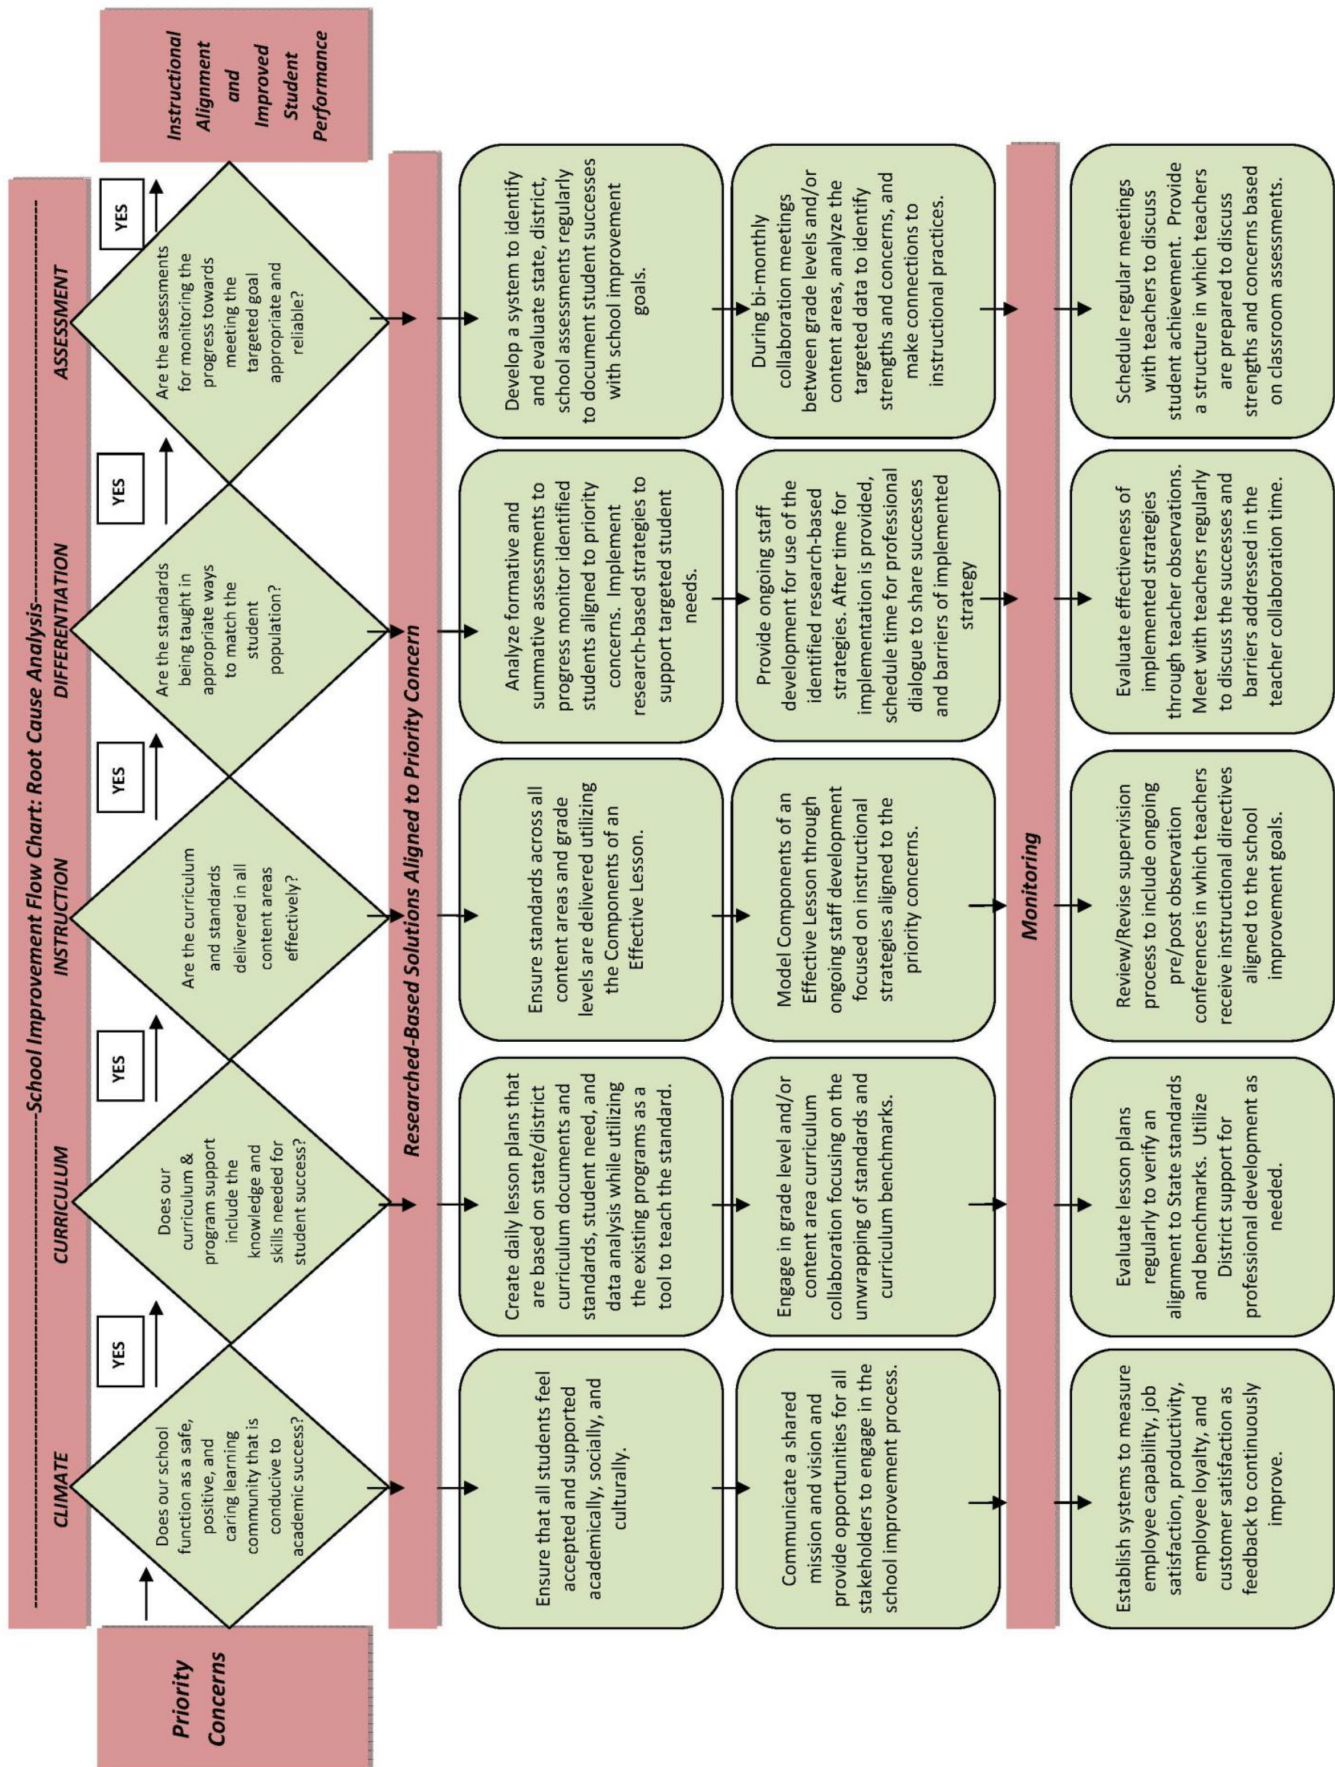 ----------School Improvement Flow Chart: Root Cause Analysis----------
CLIMATE
CURRICULUM
INSTRUCTION
DIFFERENTIATION
ASSESSMENT
Priority
Concerns
Does our school
function as a safe,
positive, and
caring learning
community that is
conducive to
academic success?
YES
Does our
curriculum &
program support
include the
knowledge and
skills needed for
student success?
YES
Are the curriculum
and standards
delivered in all
content areas
effectively?
YES
Are the standards
being taught in
appropriate ways
to match the
student
population?
YES
Are the assessments
for monitoring the
progress towards
meeting the
targeted goal
appropriate and
reliable?
YES
Instructional
Alignment
and
Improved
Student
Performance
Researched-Based Solutions Aligned to Priority Concern
Ensure that all students feel
accepted and supported
academically, socially, and
culturally.
Create daily lesson plans that
are based on state/district
curriculum documents and
standards, student need, and
data analysis while utilizing
the existing programs as a
tool to teach the standard.
Ensure standards across all
content areas and grade
levels are delivered utilizing
the Components of an
Effective Lesson.
Analyze formative and
summative assessments to
progress monitor identified
students aligned to priority
concerns.  Implement
research-based strategies to
support targeted student
needs.
Develop a system to identify
and evaluate state, district,
school assessments regularly
to document student successes
with school improvement
goals.
Communicate a shared
mission and vision and
provide opportunities for all
stakeholders to engage in the
school improvement process.
Engage in grade level and/or
content area curriculum
collaboration focusing on the
unwrapping of standards and
curriculum benchmarks.
Model Components of an
Effective Lesson through
ongoing staff development
focused on instructional
strategies aligned to the
priority concerns.
Provide ongoing staff
development for use of the
identified research-based
strategies. After time for
implementation is provided,
schedule time for professional
dialogue to share successes
and barriers of implemented
strategy
During bi-monthly
collaboration meetings
between grade levels and/or
content areas, analyze the
targeted data to identify
strengths and concerns, and
make connections to
instructional practices.
Monitoring
Establish systems to measure
employee capability, job
satisfaction, productivity,
employee loyalty, and
customer satisfaction as
feedback to continuously
improve.
Evaluate lesson plans
regularly to verify an
alignment to State standards
and benchmarks.  Utilize
District support for
professional development as
needed.
Review/Revise supervision
process to include ongoing
pre/post observation
conferences in which teachers
receive instructional directives
aligned to the school
improvement goals.
Evaluate effectiveness of
implemented strategies
through teacher observations.
Meet with teachers regularly
to discuss the successes and
barriers addressed in the
teacher collaboration time.
Schedule regular meetings
with teachers to discuss
student achievement.  Provide
a structure in which teachers
are prepared to discuss
strengths and concerns based
on classroom assessments.